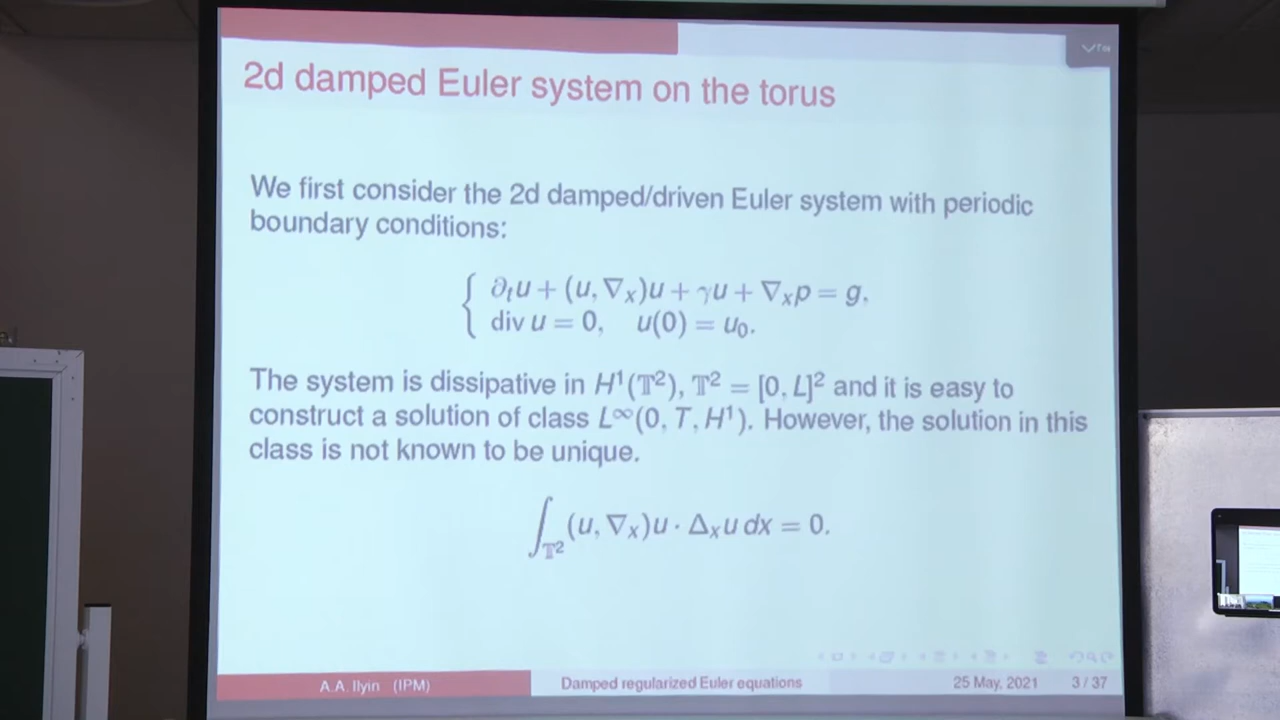 2d damped Euler system on the torus
We first consider the 2d damped/driven Euler system with periodic
boundary conditions:
∂ₜu + (u, ∇ₓ)u + γu + ∇ₓp = g,
div u = 0, u(0) = u₀.
The system is dissipative in H¹(𝕋²), 𝕋² = [0, L]² and it is easy to
construct a solution of class L∞(0, T, H¹). However, the solution in this
class is not known to be unique.
∫_𝕋² (u, ∇ₓ)u · Δₓu dx = 0.
A.A. Ilyin (IPM) Damped regularized Euler equations 25 May, 2021 3 / 37